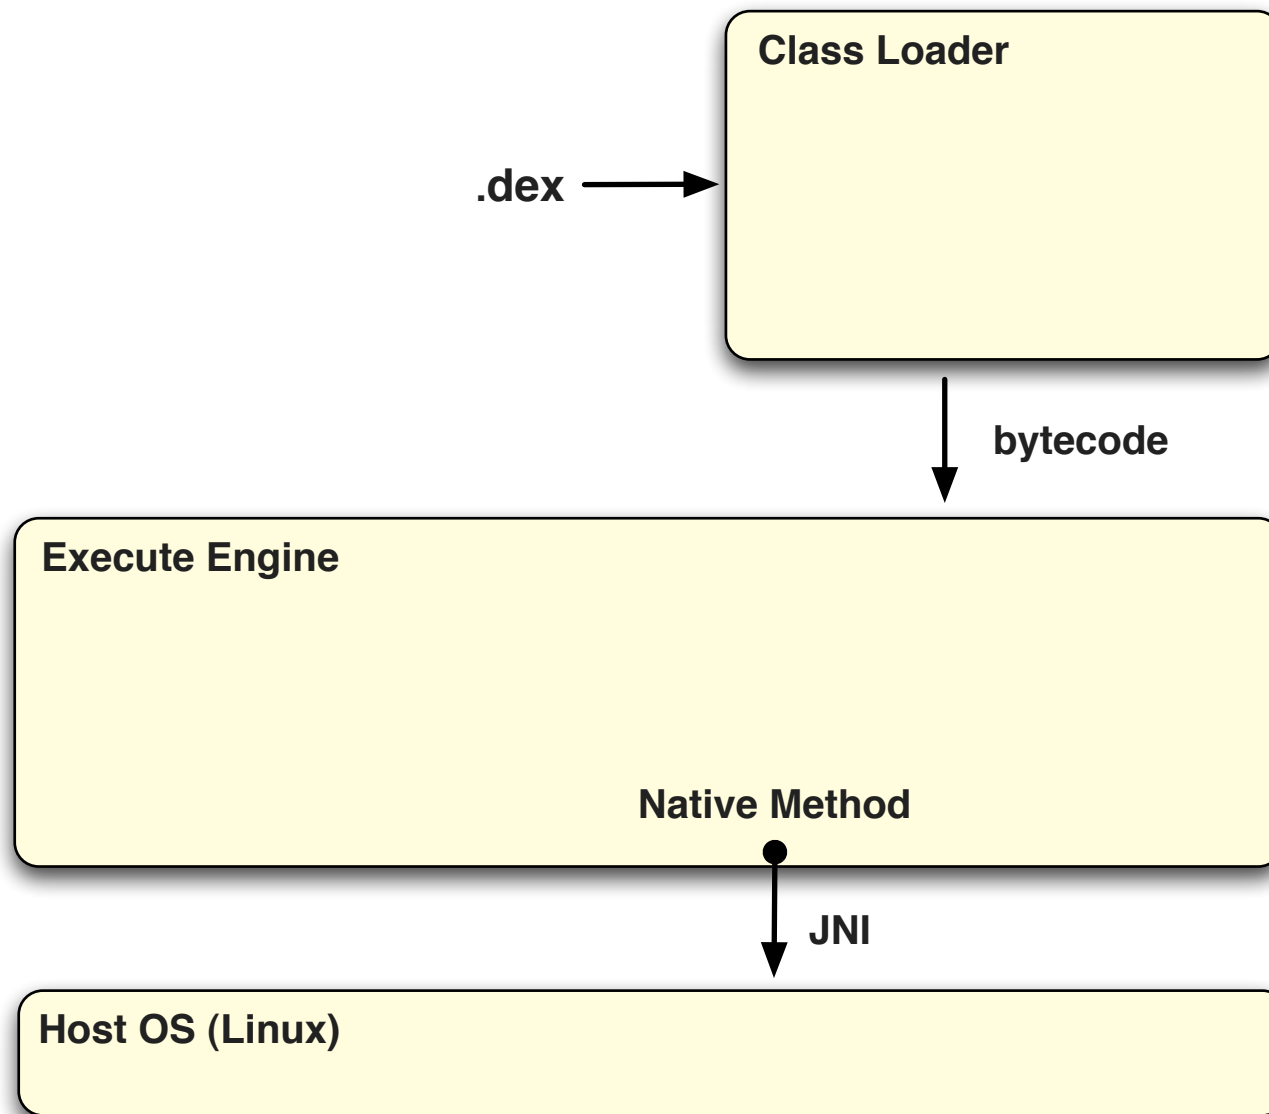 Class Loader
.dex
bytecode
Execute Engine
Native Method
JNI
Host OS (Linux)